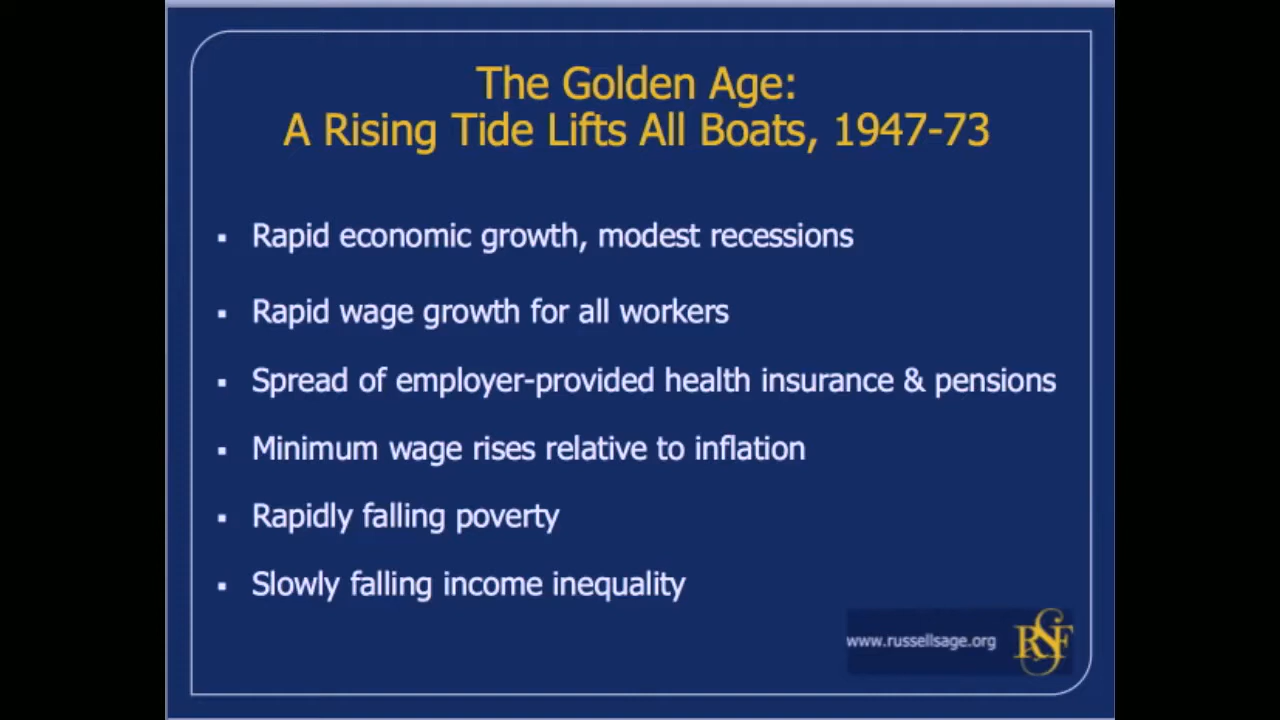 The Golden Age:
A Rising Tide Lifts All Boats, 1947-73
▪ Rapid economic growth, modest recessions
▪ Rapid wage growth for all workers
▪ Spread of employer-provided health insurance & pensions
▪ Minimum wage rises relative to inflation
▪ Rapidly falling poverty
▪ Slowly falling income inequality
www.russellsage.org RSF